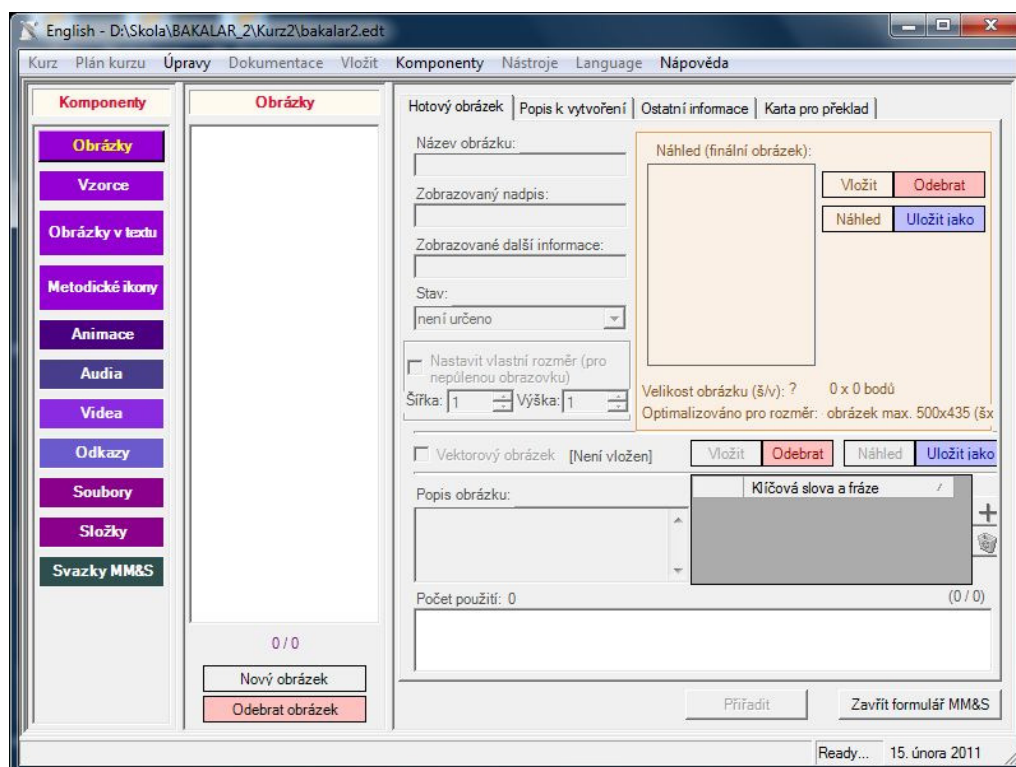 English - D:\Skola\BAKALAR_2\Kurz2\bakalar2.edt
Kurz Plán kurzu Úpravy Dokumentace Vložit Komponenty Nástroje Language Nápověda
Komponenty
Obrázky
Vzorce
Obrázky v textu
Metodické ikony
Animace
Audia
Videa
Odkazy
Soubory
Složky
Svazky MM&S
Obrázky
0 / 0
Nový obrázek
Odebrat obrázek
Hotový obrázek Popis k vytvoření Ostatní informace Karta pro překlad
Název obrázku:
Zobrazovaný nadpis:
Zobrazované další informace:
Stav:
není určeno
Nastavit vlastní rozměr (pro
nepůlenou obrazovku)
Šířka: 1 Výška: 1
Náhled (finální obrázek):
Vložit Odebrat
Náhled Uložit jako
Velikost obrázku (š/v): ? 0 x 0 bodů
Optimalizováno pro rozměr: obrázek max. 500x435 (šx
Vektorový obrázek [Není vložen] Vložit Odebrat Náhled Uložit jako
Popis obrázku:
Klíčová slova a fráze
Počet použití: 0 (0 / 0)
Přiřadit Zavřít formulář MM&S
Ready... 15. února 2011